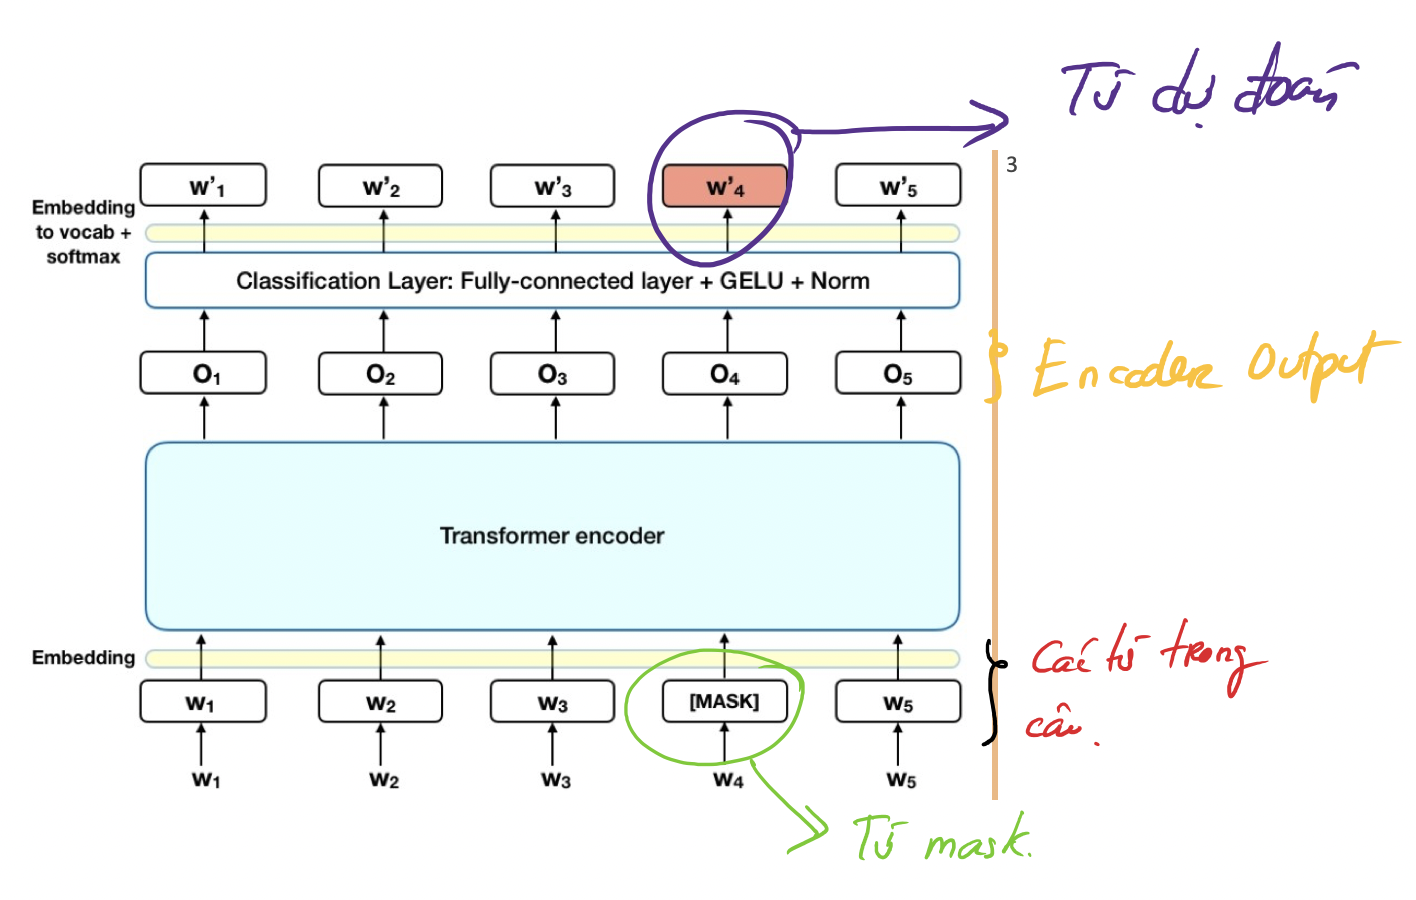 Từ dự đoán
3
w'1 w'2 w'3 w'4 w'5
Embedding
to vocab +
softmax
Classification Layer: Fully-connected layer + GELU + Norm
O1 O2 O3 O4 O5
Encoder Output
Transformer encoder
Embedding
Các từ trong
câu.
W1 W2 W3 [MASK] W5
W1 W2 W3 W4 W5
Từ mask.